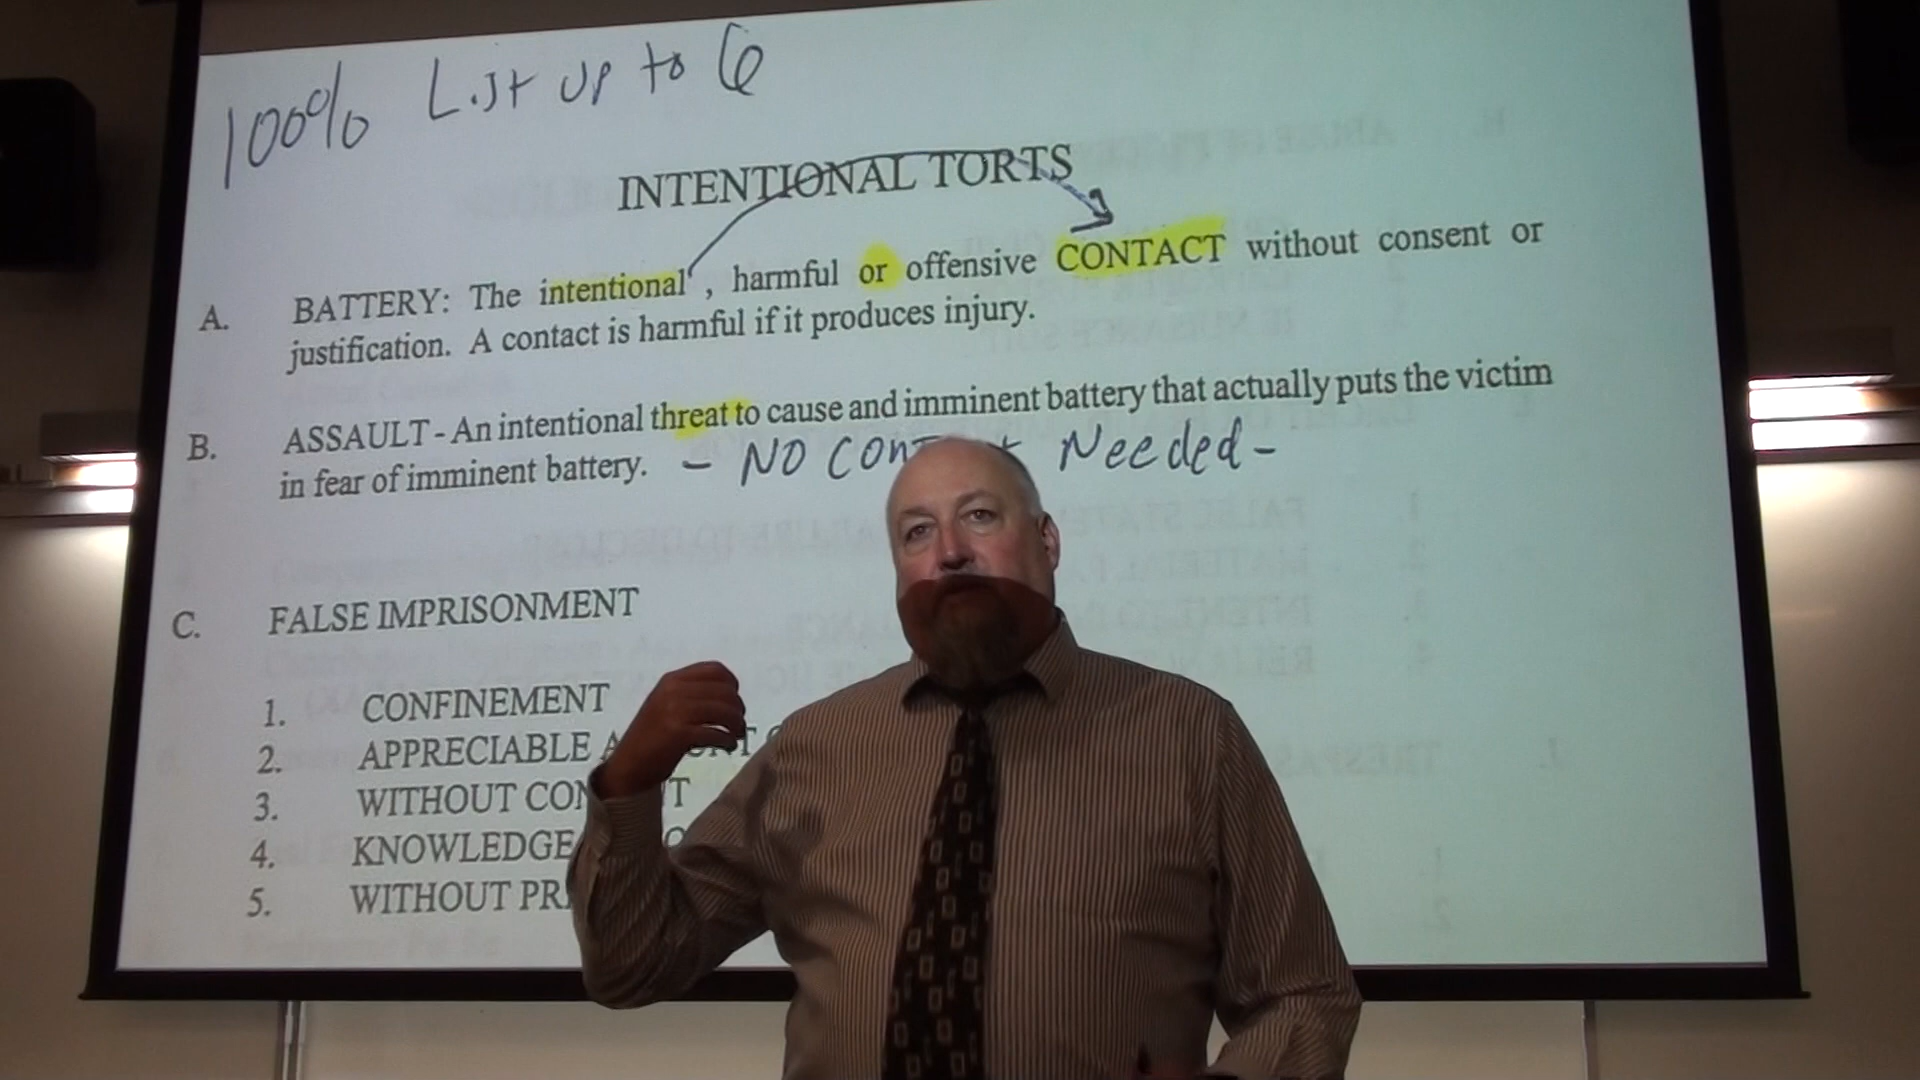 100% List up to 6
INTENTIONAL TORTS
A. BATTERY: The intentional , harmful or offensive CONTACT without consent or
justification. A contact is harmful if it produces injury.
B. ASSAULT - An intentional threat to cause and imminent battery that actually puts the victim
in fear of imminent battery. - NO Needed -
C. FALSE IMPRISONMENT
1. CONFINEMENT
2. APPRECIABLE
3. WITHOUT
4. KNOWLEDGE
5. WITHOUT